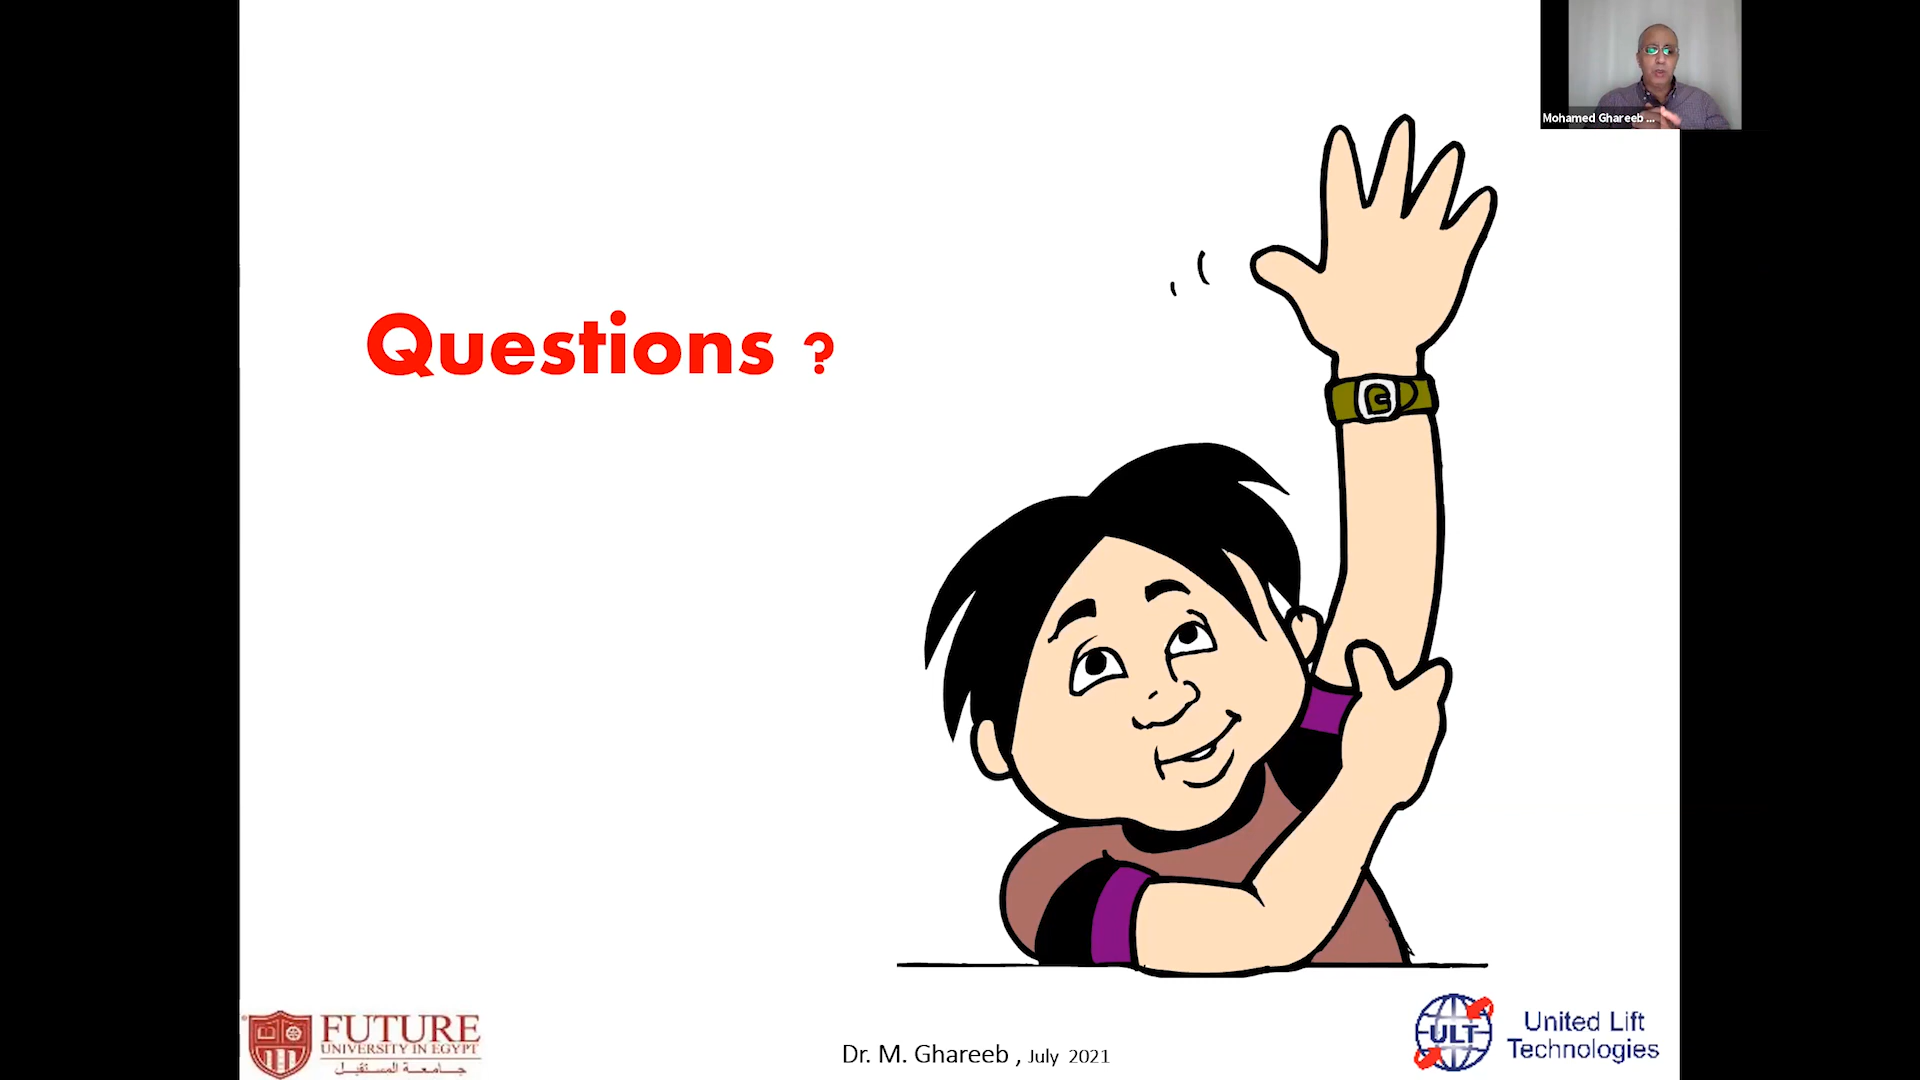 Mohamed Ghareeb ...
Questions ?
FUTURE
UNIVERSITY IN EGYPT
جامعة المستقبل
Dr. M. Ghareeb , July 2021
ULT
United Lift
Technologies